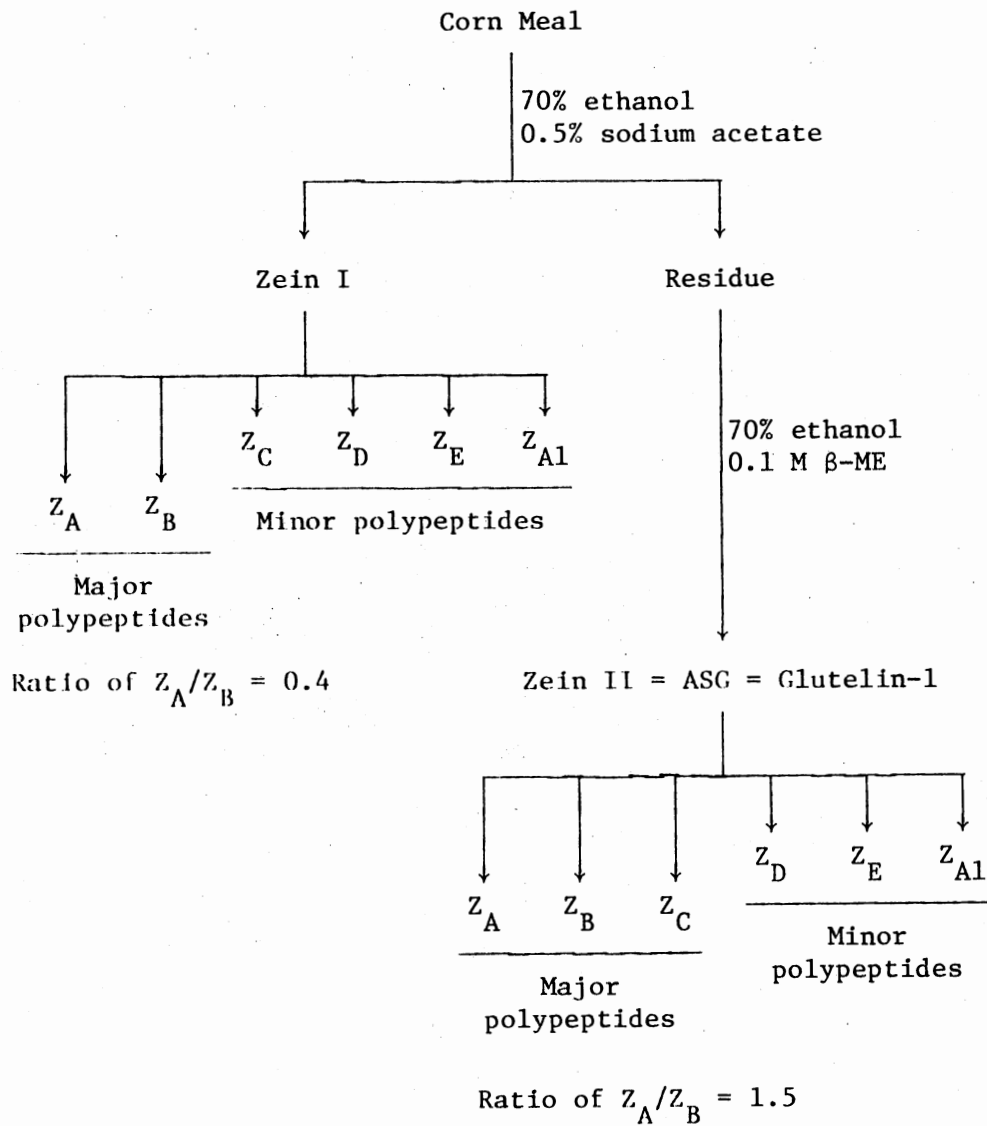 Corn Meal
70% ethanol
0.5% sodium acetate
Zein I
Residue
Z_A Z_B Z_C Z_D Z_E Z_Al
Minor polypeptides
Major
polypeptides
Ratio of Z_A/Z_B = 0.4
70% ethanol
0.1 M β-ME
Zein II = ASG = Glutelin-1
Z_A Z_B Z_C Z_D Z_E Z_Al
Minor
polypeptides
Major
polypeptides
Ratio of Z_A/Z_B = 1.5